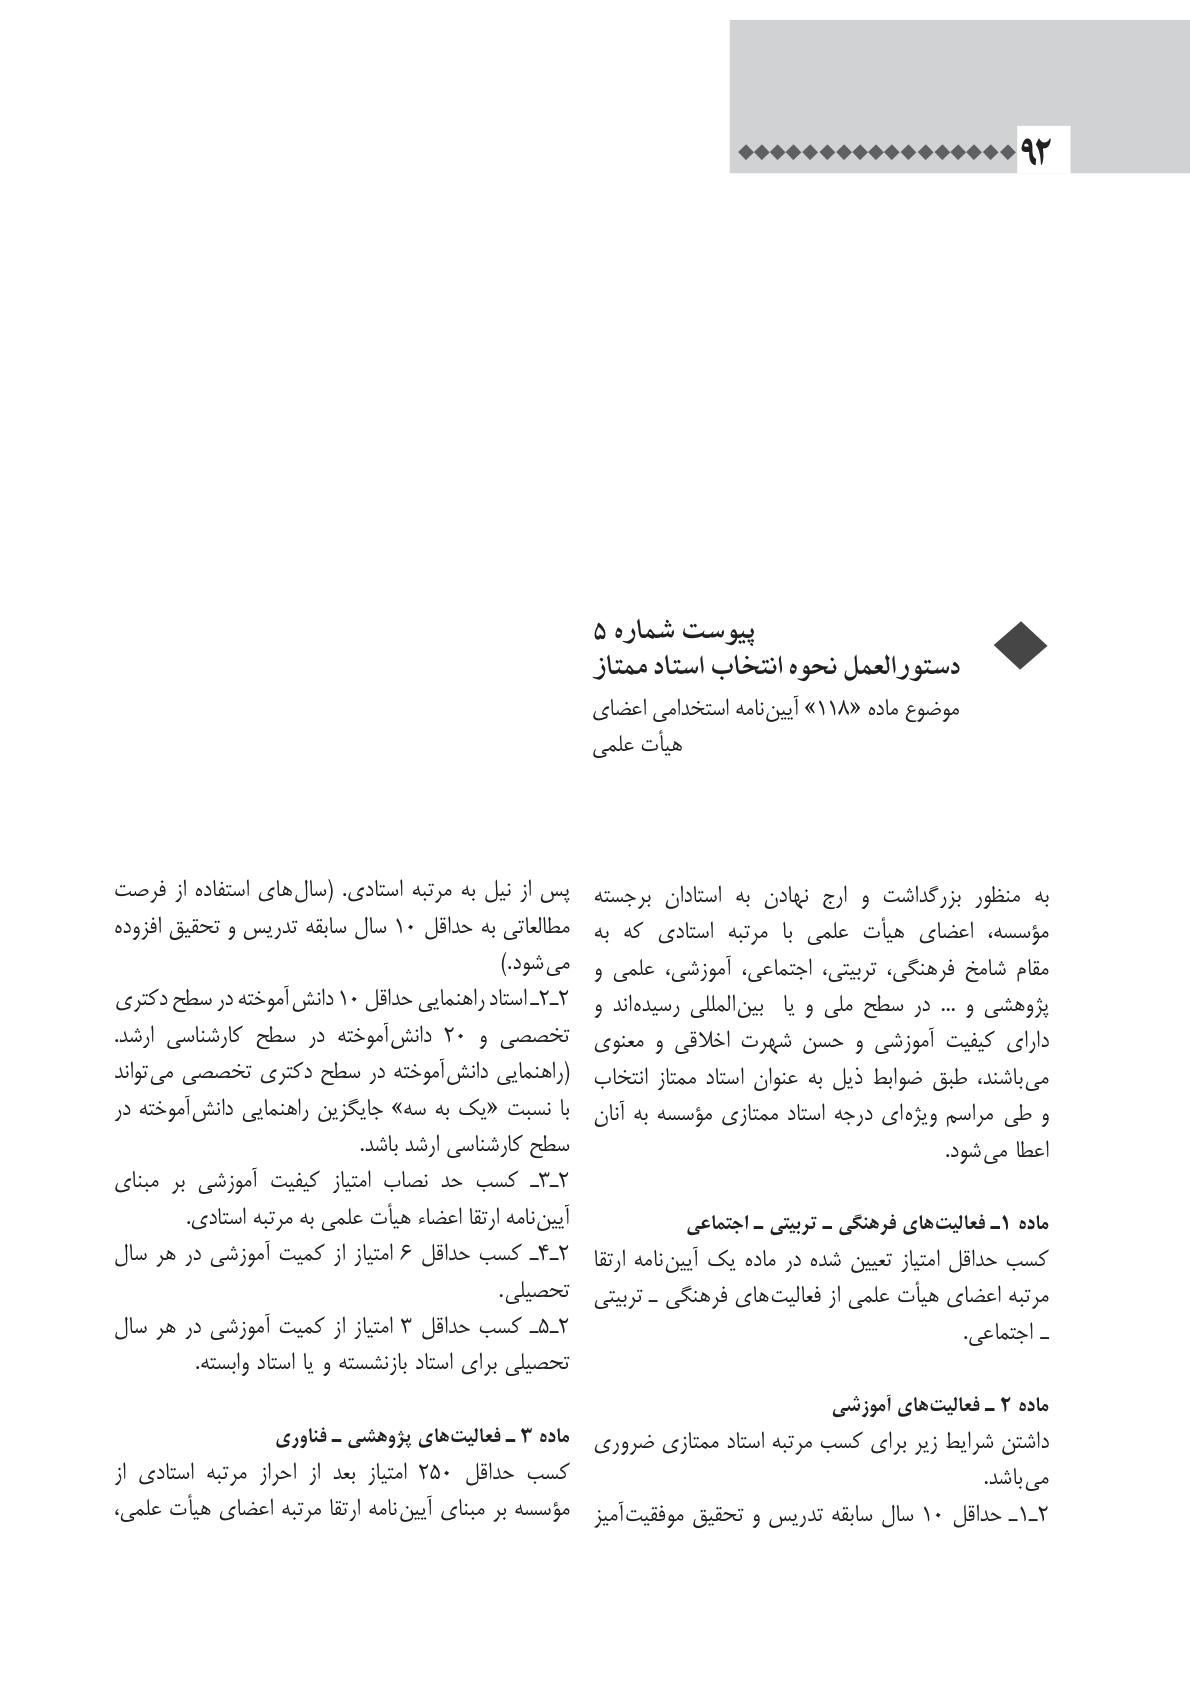 ۹۲
پیوست شماره ۵
دستورالعمل نحوه انتخاب استاد ممتاز
موضوع ماده «۱۱۸» آیین‌نامه استخدامی اعضای
هیأت علمی
به منظور بزرگداشت و ارج نهادن به استادان برجسته
مؤسسه، اعضای هیأت علمی با مرتبه استادی که به
مقام شامخ فرهنگی، تربیتی، اجتماعی، آموزشی، علمی و
پژوهشی و ... در سطح ملی و یا بین‌المللی رسیده‌اند و
دارای کیفیت آموزشی و حسن شهرت اخلاقی و معنوی
می‌باشند، طبق ضوابط ذیل به عنوان استاد ممتاز انتخاب
و طی مراسم ویژه‌ای درجه استاد ممتازی مؤسسه به آنان
اعطا می‌شود.
ماده ۱ـ فعالیت‌های فرهنگی ـ تربیتی ـ اجتماعی
کسب حداقل امتیاز تعیین شده در ماده یک آیین‌نامه ارتقا
مرتبه اعضای هیأت علمی از فعالیت‌های فرهنگی ـ تربیتی
ـ اجتماعی.
ماده ۲ ـ فعالیت‌های آموزشی
داشتن شرایط زیر برای کسب مرتبه استاد ممتازی ضروری
می‌باشد.
۲ـ۱ـ حداقل ۱۰ سال سابقه تدریس و تحقیق موفقیت‌آمیز
پس از نیل به مرتبه استادی. (سال‌های استفاده از فرصت
مطالعاتی به حداقل ۱۰ سال سابقه تدریس و تحقیق افزوده
می‌شود.)
۲ـ۲ـ استاد راهنمایی حداقل ۱۰ دانش‌آموخته در سطح دکتری
تخصصی و ۲۰ دانش‌آموخته در سطح کارشناسی ارشد.
(راهنمایی دانش‌آموخته در سطح دکتری تخصصی می‌تواند
با نسبت «یک به سه» جایگزین راهنمایی دانش‌آموخته در
سطح کارشناسی ارشد باشد.
۲ـ۳ـ کسب حد نصاب امتیاز کیفیت آموزشی بر مبنای
آیین‌نامه ارتقا اعضاء هیأت علمی به مرتبه استادی.
۲ـ۴ـ کسب حداقل ۶ امتیاز از کمیت آموزشی در هر سال
تحصیلی.
۲ـ۵ـ کسب حداقل ۳ امتیاز از کمیت آموزشی در هر سال
تحصیلی برای استاد بازنشسته و یا استاد وابسته.
ماده ۳ ـ فعالیت‌های پژوهشی ـ فناوری
کسب حداقل ۲۵۰ امتیاز بعد از احراز مرتبه استادی از
مؤسسه بر مبنای آیین‌نامه ارتقا مرتبه اعضای هیأت علمی،